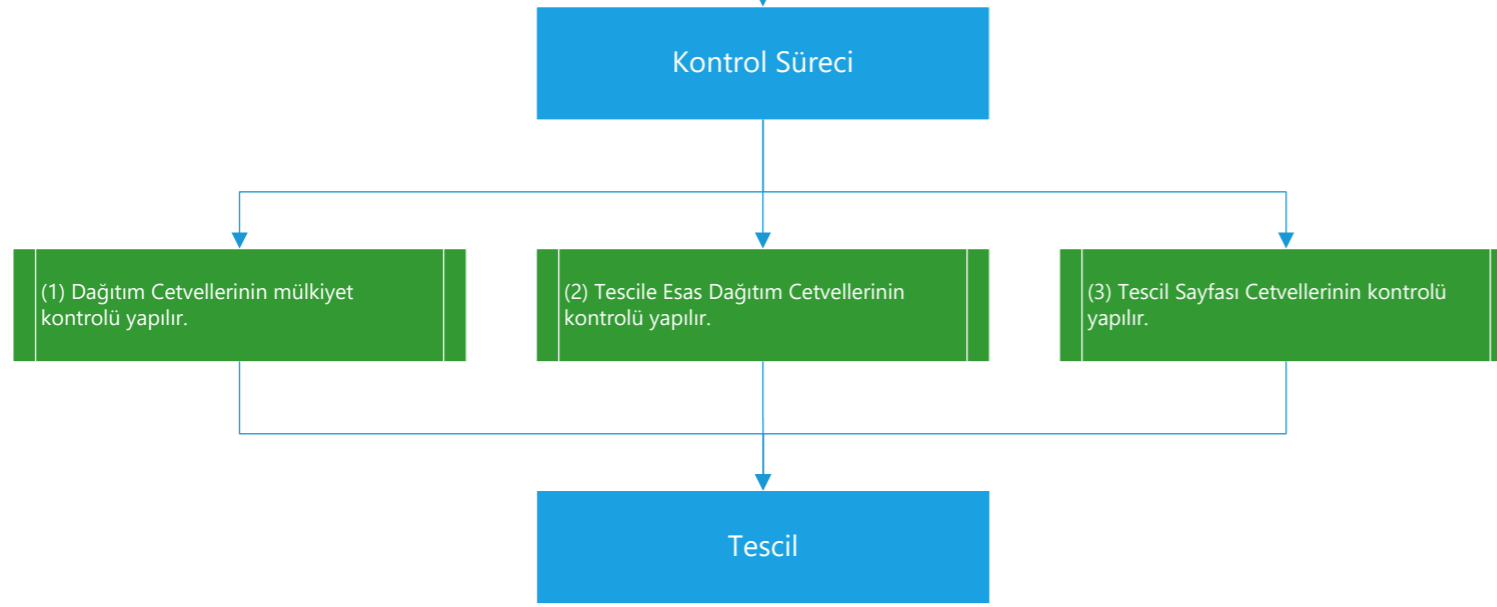 Kontrol Süreci
(1) Dağıtım Cetvellerinin mülkiyet
kontrolü yapılır.
(2) Tescile Esas Dağıtım Cetvellerinin
kontrolü yapılır.
(3) Tescil Sayfası Cetvellerinin kontrolü
yapılır.
Tescil